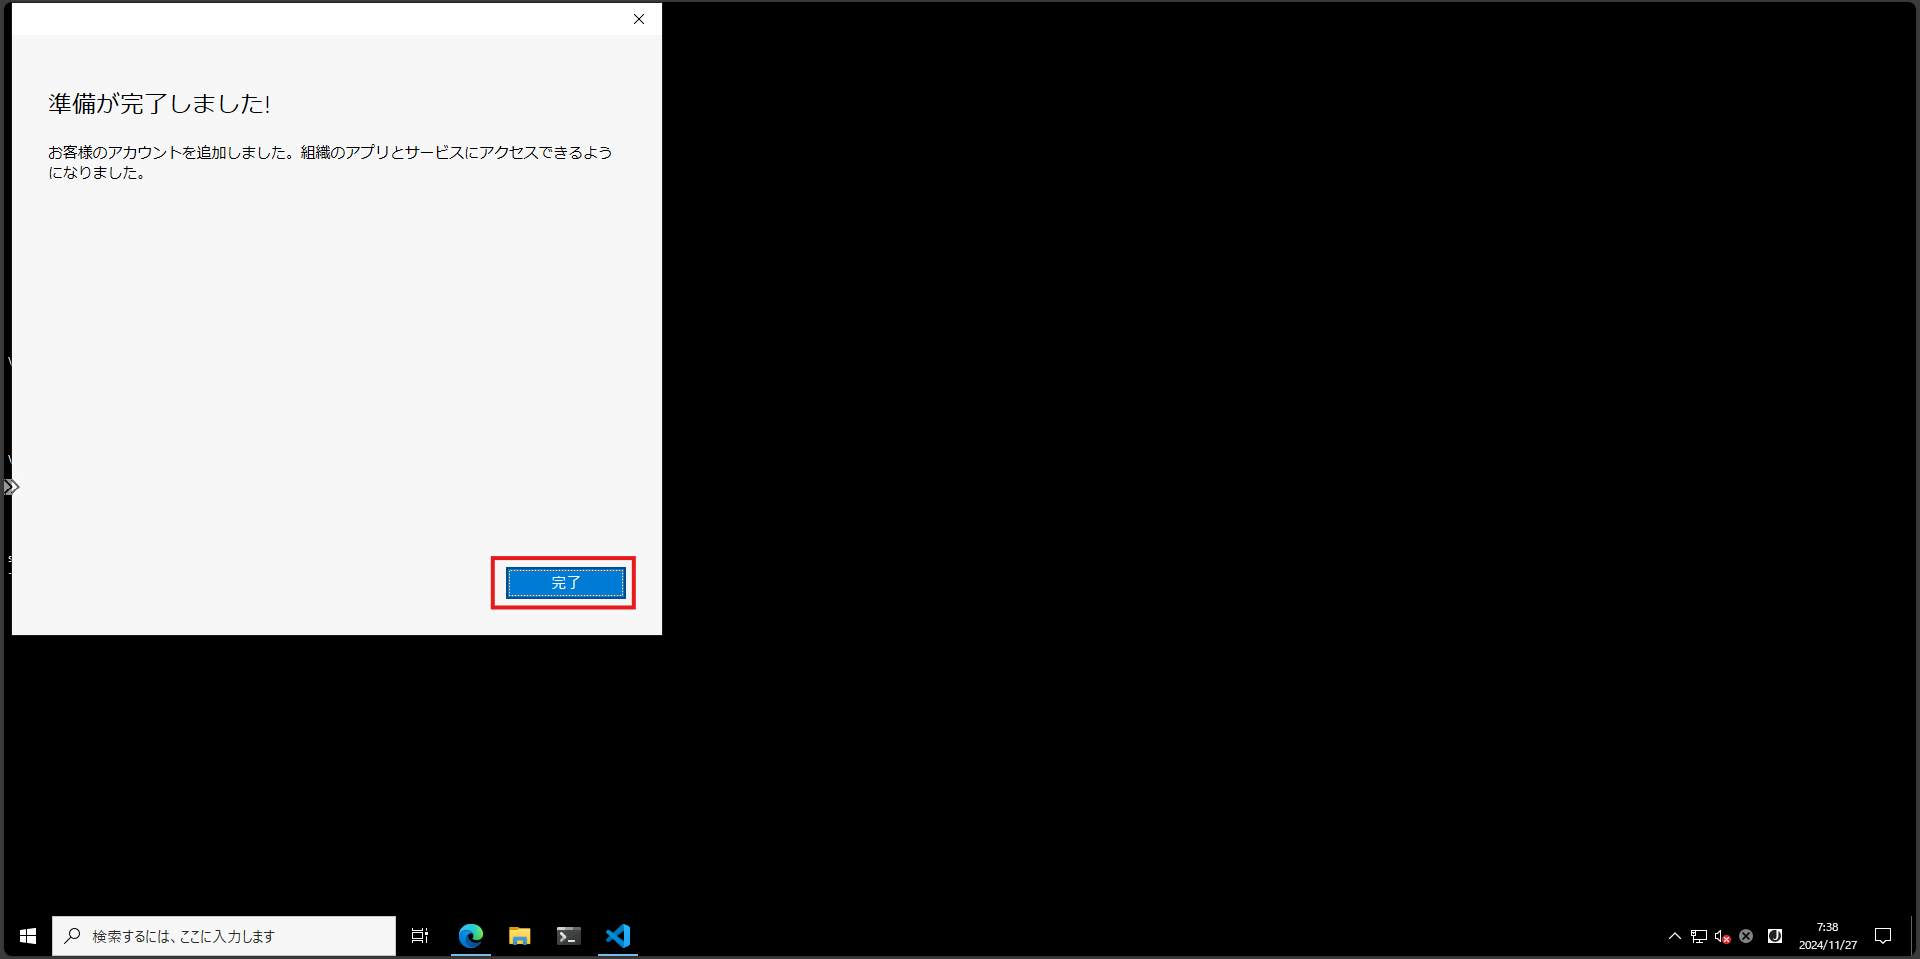 準備が完了しました!
お客様のアカウントを追加しました。組織のアプリとサービスにアクセスできるよう
になりました。
完了
検索するには、ここに入力します
7:38
2024/11/27